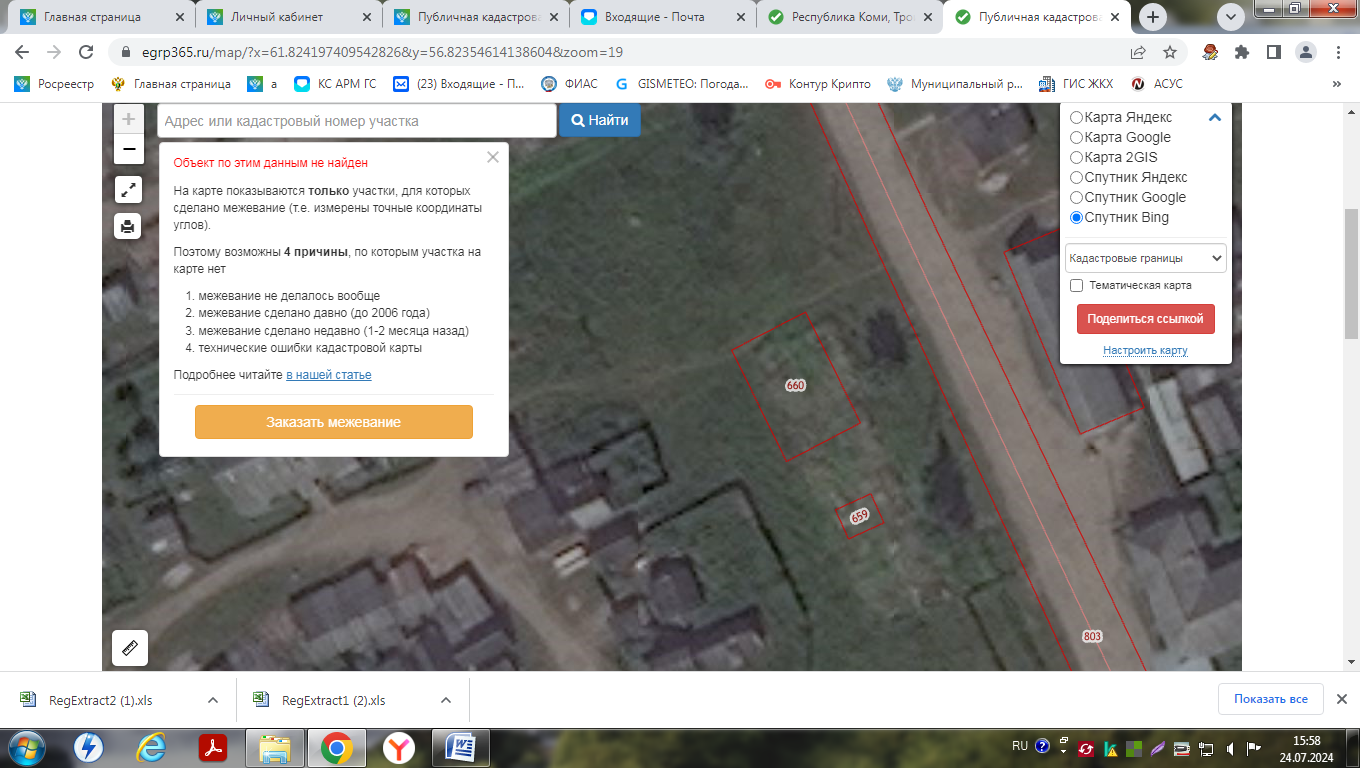 Главная страница
Личный кабинет
Публичная кадастрова
Входящие - Почта
Республика Коми, Трои
Публичная кадастрова
egrp365.ru/map/?x=61.82419740954282&y=56.823546141386048&zoom=19
Росреестр
Главная страница
а
КС АРМ ГС
(23) Входящие - П...
ФИАС
GISMETEO: Погода...
Контур Крипто
Муниципальный р...
ГИС ЖКХ
АСУС
Адрес или кадастровый номер участка
Найти
Объект по этим данным не найден
На карте показываются только участки, для которых
сделано межевание (т.е. измерены точные координаты
углов).
Поэтому возможны 4 причины, по которым участка на
карте нет
1. межевание не делалось вообще
2. межевание сделано давно (до 2006 года)
3. межевание сделано недавно (1-2 месяца назад)
4. технические ошибки кадастровой карты
Подробнее читайте в нашей статье
Заказать межевание
Карта Яндекс
Карта Google
Карта 2GIS
Спутник Яндекс
Спутник Google
Спутник Bing
Кадастровые границы
Тематическая карта
Поделиться ссылкой
Настроить карту
660
659
803
RegExtract2 (1).xls
RegExtract1 (2).xls
Показать все
RU
15:58
24.07.2024